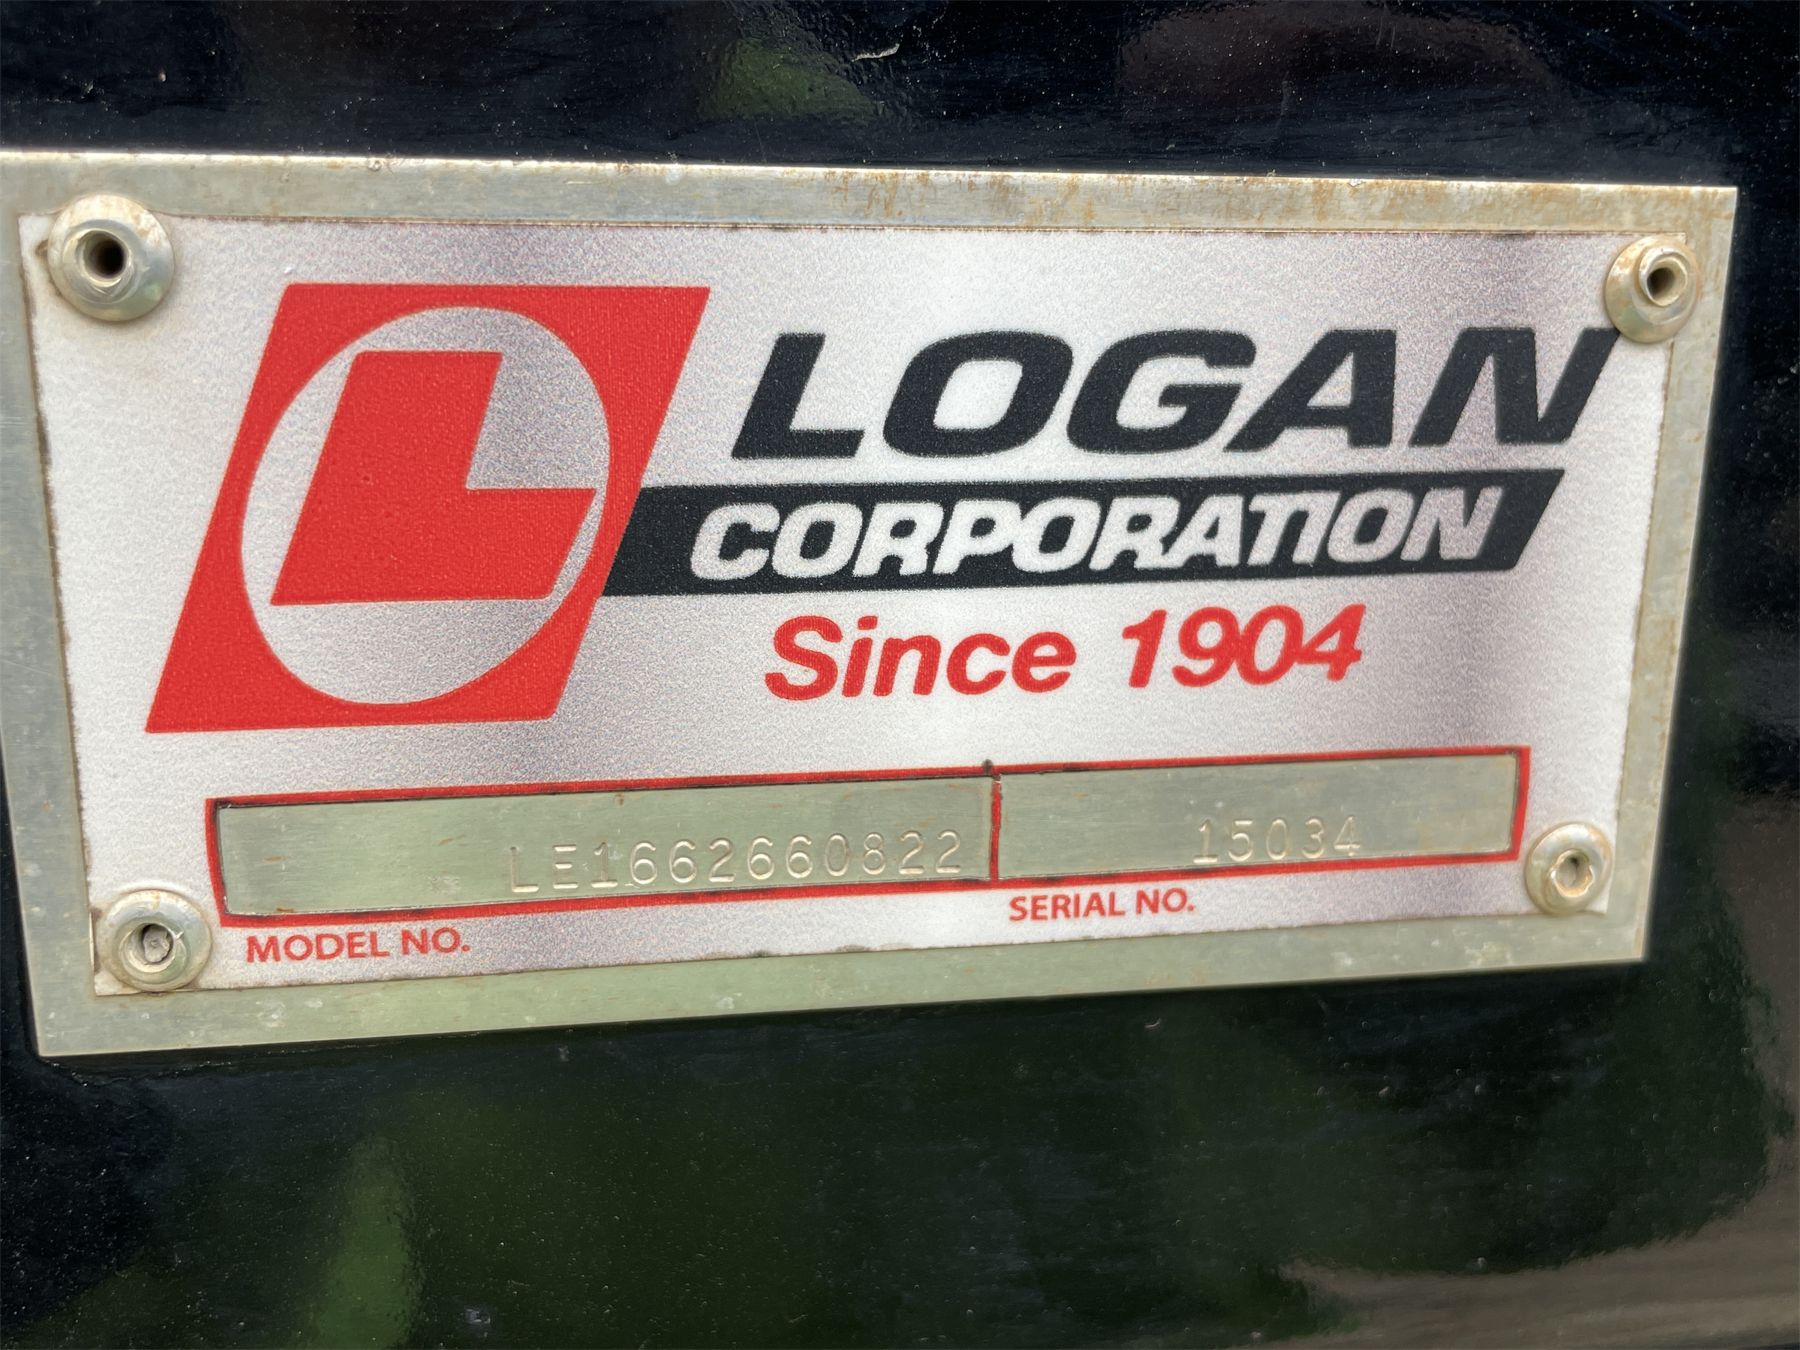 L
LOGAN
CORPORATION
Since 1904
LE1662660822 15034
MODEL NO. SERIAL NO.